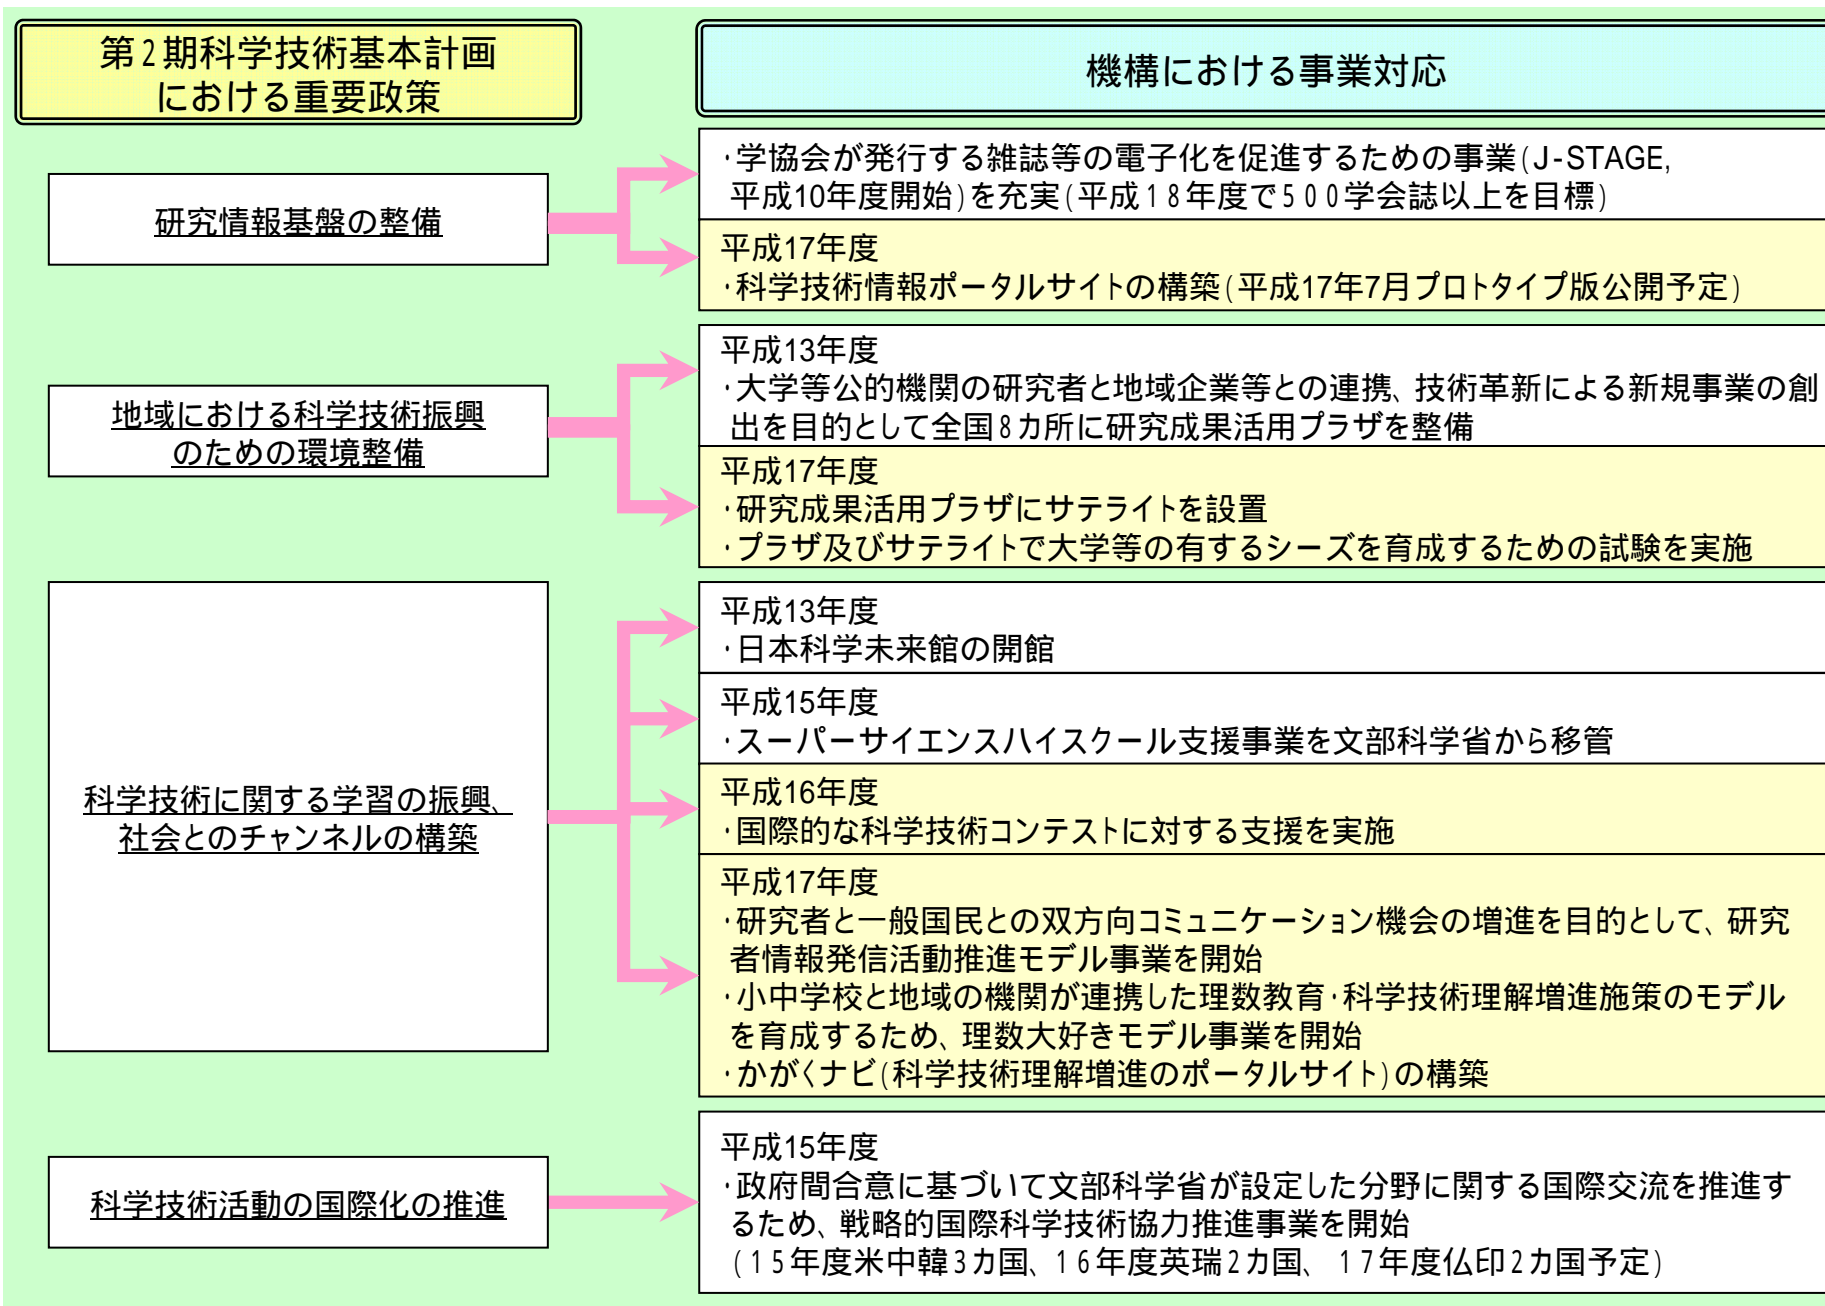 第2期科学技術基本計画
における重要政策
機構における事業対応
研究情報基盤の整備
・学協会が発行する雑誌等の電子化を促進するための事業(J-STAGE,
平成10年度開始)を充実(平成18年度で500学会誌以上を目標)
平成17年度
・科学技術情報ポータルサイトの構築(平成17年7月プロトタイプ版公開予定)
地域における科学技術振興
のための環境整備
平成13年度
・大学等公的機関の研究者と地域企業等との連携、技術革新による新規事業の創
出を目的として全国8カ所に研究成果活用プラザを整備
平成17年度
・研究成果活用プラザにサテライトを設置
・プラザ及びサテライトで大学等の有するシーズを育成するための試験を実施
科学技術に関する学習の振興、
社会とのチャンネルの構築
平成13年度
・日本科学未来館の開館
平成15年度
・スーパーサイエンスハイスクール支援事業を文部科学省から移管
平成16年度
・国際的な科学技術コンテストに対する支援を実施
平成17年度
・研究者と一般国民との双方向コミュニケーション機会の増進を目的として、研究
者情報発信活動推進モデル事業を開始
・小中学校と地域の機関が連携した理数教育・科学技術理解増進施策のモデル
を育成するため、理数大好きモデル事業を開始
・かがくナビ(科学技術理解増進のポータルサイト)の構築
科学技術活動の国際化の推進
平成15年度
・政府間合意に基づいて文部科学省が設定した分野に関する国際交流を推進す
るため、戦略的国際科学技術協力推進事業を開始
(15年度米中韓3カ国、16年度英瑞2カ国、17年度仏印2カ国予定)